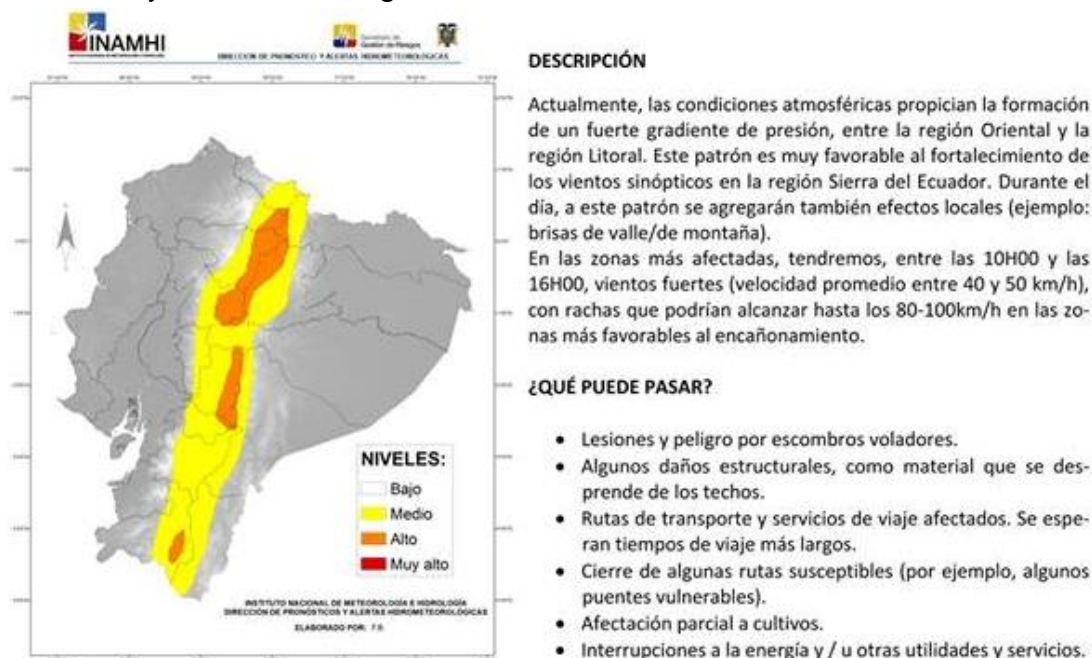 INAMHI
Secretaría de
Gestión de Riesgos
DIRECCIÓN DE PRONÓSTICO Y ALERTAS HIDROMETEOROLÓGICAS
NIVELES:
Bajo
Medio
Alto
Muy alto
INSTITUTO NACIONAL DE METEOROLOGÍA E HIDROLOGÍA
DIRECCIÓN DE PRONÓSTICOS Y ALERTAS HIDROMETEOROLÓGICAS
ELABORADO POR:
DESCRIPCIÓN
Actualmente, las condiciones atmosféricas propician la formación
de un fuerte gradiente de presión, entre la región Oriental y la
región Litoral. Este patrón es muy favorable al fortalecimiento de
los vientos sinópticos en la región Sierra del Ecuador. Durante el
día, a este patrón se agregarán también efectos locales (ejemplo:
brisas de valle/de montaña).
En las zonas más afectadas, tendremos, entre las 10H00 y las
16H00, vientos fuertes (velocidad promedio entre 40 y 50 km/h),
con rachas que podrían alcanzar hasta los 80-100km/h en las zo-
nas más favorables al encañonamiento.
¿QUÉ PUEDE PASAR?
• Lesiones y peligro por escombros voladores.
• Algunos daños estructurales, como material que se des-
prende de los techos.
• Rutas de transporte y servicios de viaje afectados. Se espe-
ran tiempos de viaje más largos.
• Cierre de algunas rutas susceptibles (por ejemplo, algunos
puentes vulnerables).
• Afectación parcial a cultivos.
• Interrupciones a la energía y / u otras utilidades y servicios.